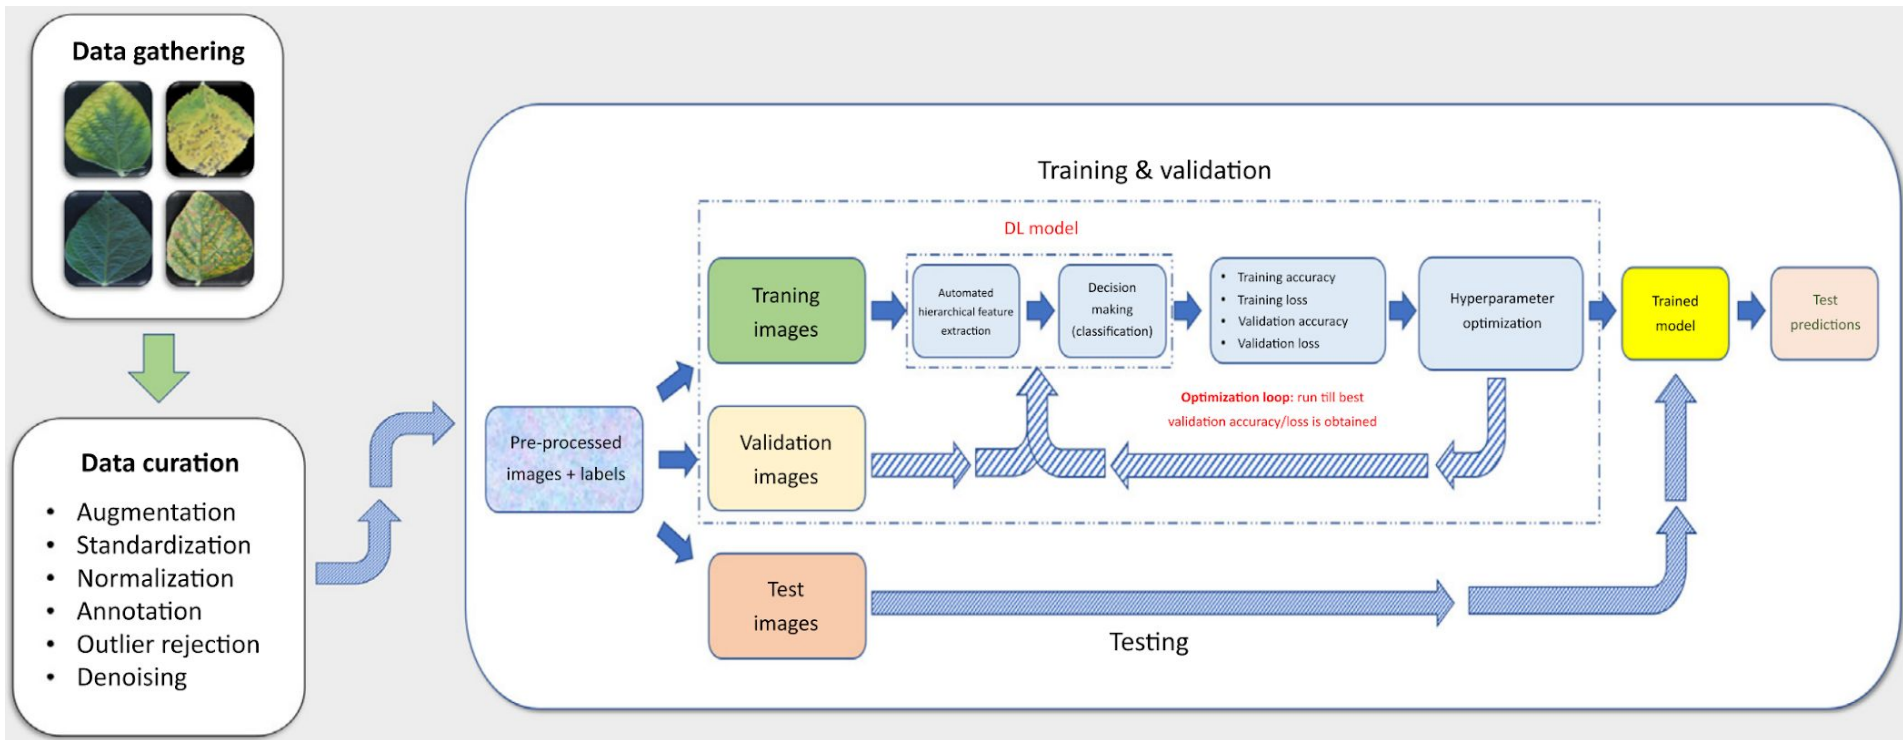 Data gathering
Data curation
• Augmentation
• Standardization
• Normalization
• Annotation
• Outlier rejection
• Denoising
Pre-processed
images + labels
Training & validation
DL model
Traning
images
Automated
hierarchical feature
extraction
Decision
making
(classification)
• Training accuracy
• Training loss
• Validation accuracy
• Validation loss
Hyperparameter
optimization
Trained
model
Test
predictions
Validation
images
Optimization loop: run till best
validation accuracy/loss is obtained
Test
images
Testing